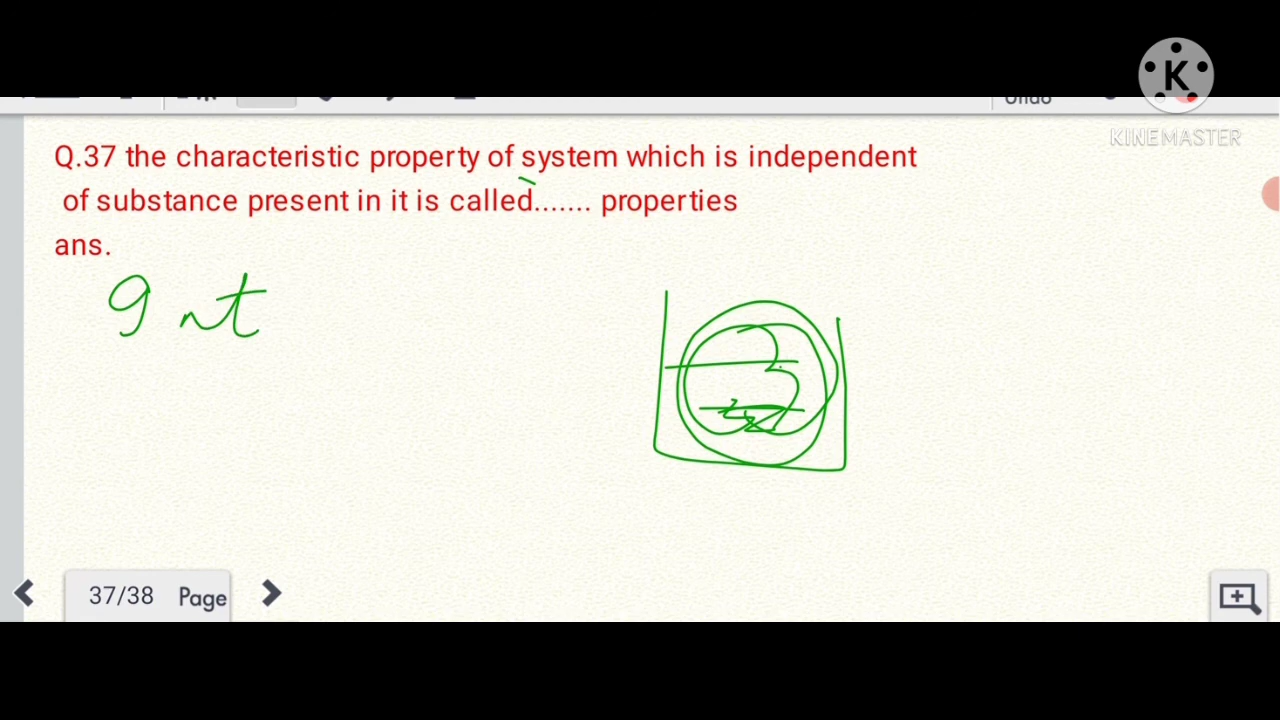 K
Undo
KINEMASTER
Q.37 the characteristic property of system which is independent
of substance present in it is called....... properties
ans.
37/38 Page